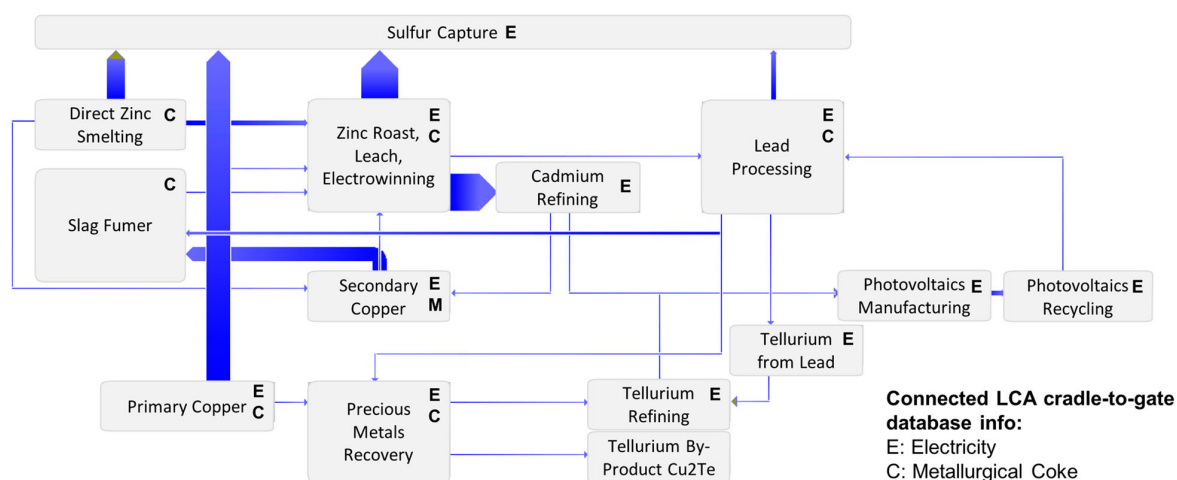 Sulfur Capture E
Direct Zinc C
Smelting
E
C
Zinc Roast,
Leach,
Electrowinning
E
C
Lead
Processing
Cadmium
Refining
E
C
Slag Fumer
Secondary
Copper
E
M
Photovoltaics E
Manufacturing
Photovoltaics E
Recycling
Tellurium E
from Lead
Primary Copper
E
C
Precious
Metals
Recovery
E
C
Tellurium E
Refining
Tellurium By-
Product Cu2Te
Connected LCA cradle-to-gate
database info:
E: Electricity
C: Metallurgical Coke